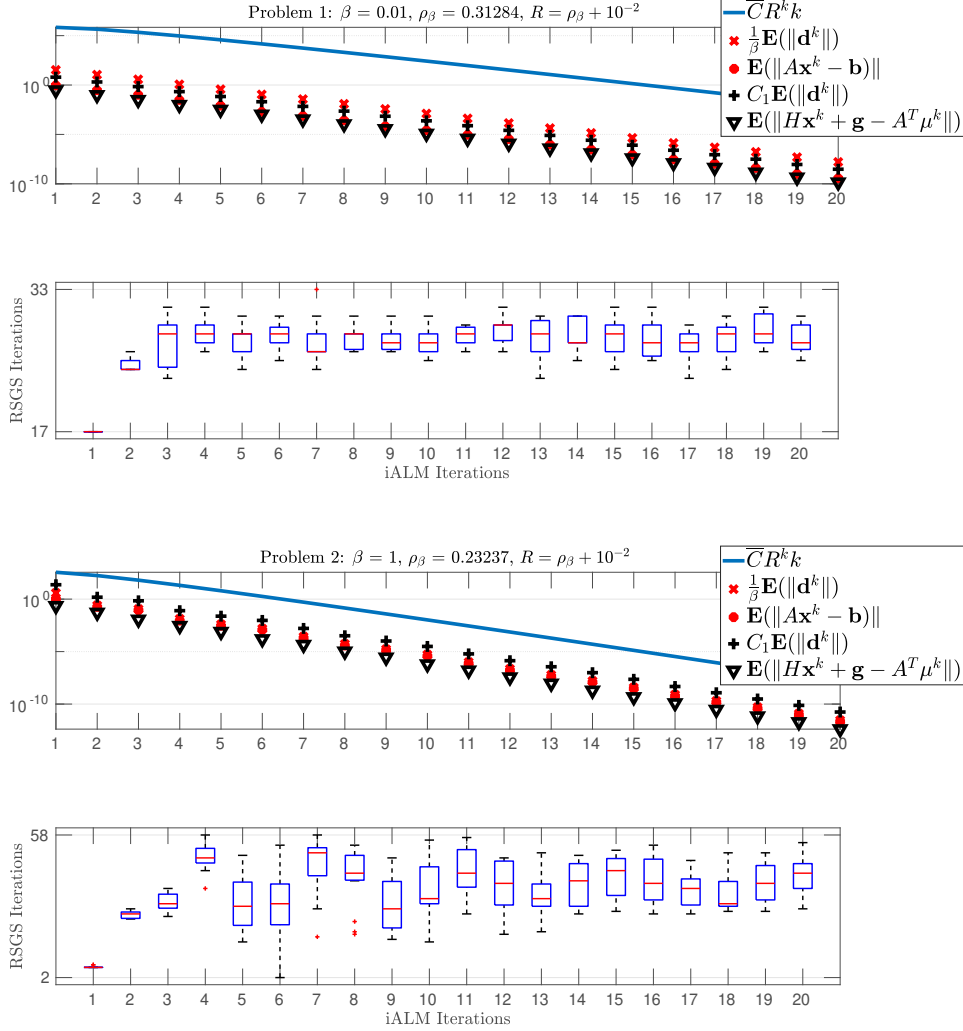 Problem 1: β = 0.01, ρ_β = 0.31284, R = ρ_β + 10^{-2}
\overline{C}R^k k
\frac{1}{β}E(‖d^k‖)
E(‖Ax^k − b)‖
C_1E(‖d^k‖)
E(‖Hx^k + g − A^T μ^k‖)
10^0
10^{-10}
1 2 3 4 5 6 7 8 9 10 11 12 13 14 15 16 17 18 19 20
RSGS Iterations
33
17
1 2 3 4 5 6 7 8 9 10 11 12 13 14 15 16 17 18 19 20
iALM Iterations
Problem 2: β = 1, ρ_β = 0.23237, R = ρ_β + 10^{-2}
\overline{C}R^k k
\frac{1}{β}E(‖d^k‖)
E(‖Ax^k − b)‖
C_1E(‖d^k‖)
E(‖Hx^k + g − A^T μ^k‖)
10^0
10^{-10}
1 2 3 4 5 6 7 8 9 10 11 12 13 14 15 16 17 18 19 20
RSGS Iterations
58
2
1 2 3 4 5 6 7 8 9 10 11 12 13 14 15 16 17 18 19 20
iALM Iterations